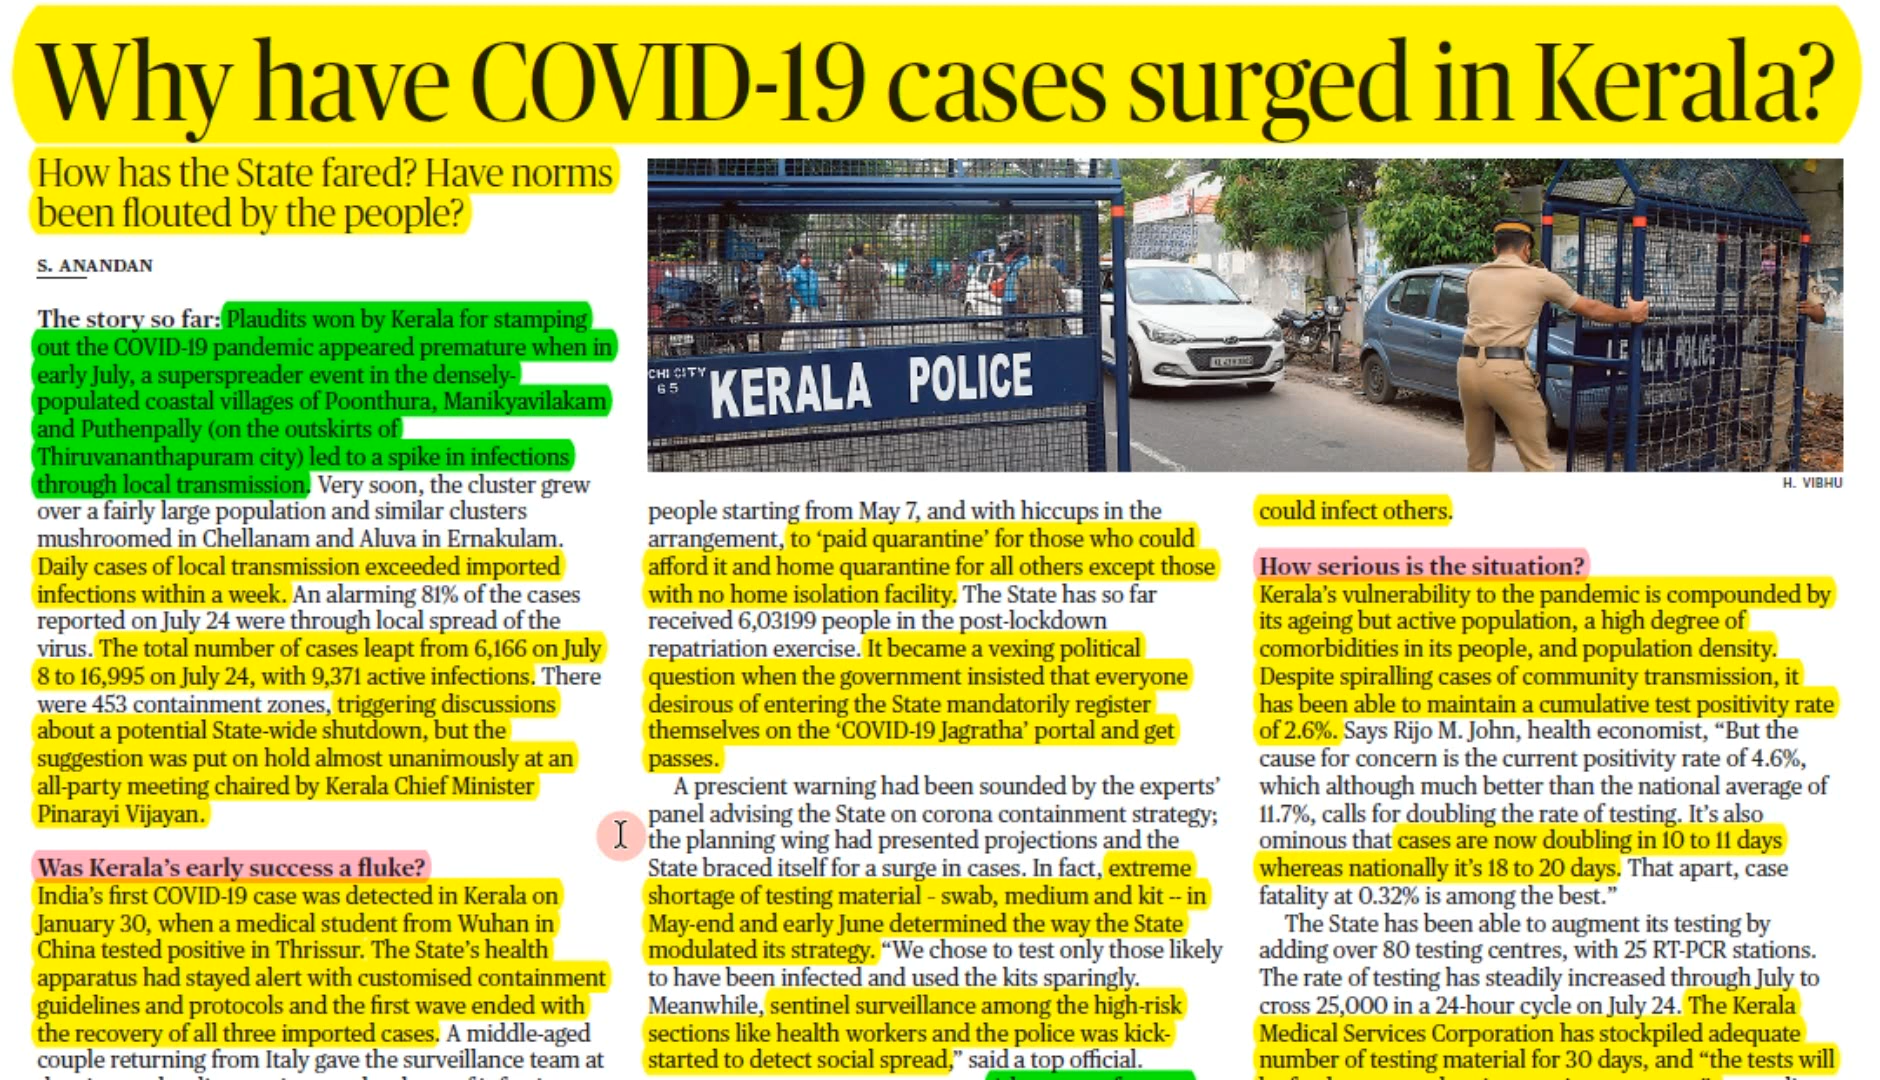 Why have COVID-19 cases surged in Kerala?
How has the State fared? Have norms
been flouted by the people?
S. ANANDAN
The story so far: Plaudits won by Kerala for stamping
out the COVID-19 pandemic appeared premature when in
early July, a superspreader event in the densely-
populated coastal villages of Poonthura, Manikyavilakam
and Puthenpally (on the outskirts of
Thiruvananthapuram city) led to a spike in infections
through local transmission. Very soon, the cluster grew
over a fairly large population and similar clusters
mushroomed in Chellanam and Aluva in Ernakulam.
Daily cases of local transmission exceeded imported
infections within a week. An alarming 81% of the cases
reported on July 24 were through local spread of the
virus. The total number of cases leapt from 6,166 on July
8 to 16,995 on July 24, with 9,371 active infections. There
were 453 containment zones, triggering discussions
about a potential State-wide shutdown, but the
suggestion was put on hold almost unanimously at an
all-party meeting chaired by Kerala Chief Minister
Pinarayi Vijayan.
Was Kerala's early success a fluke?
India's first COVID-19 case was detected in Kerala on
January 30, when a medical student from Wuhan in
China tested positive in Thrissur. The State's health
apparatus had stayed alert with customised containment
guidelines and protocols and the first wave ended with
the recovery of all three imported cases. A middle-aged
couple returning from Italy gave the surveillance team at
CHI CITY
65
KERALA POLICE
H. VIBHU
people starting from May 7, and with hiccups in the
arrangement, to 'paid quarantine' for those who could
afford it and home quarantine for all others except those
with no home isolation facility. The State has so far
received 6,03199 people in the post-lockdown
repatriation exercise. It became a vexing political
question when the government insisted that everyone
desirous of entering the State mandatorily register
themselves on the 'COVID-19 Jagratha' portal and get
passes.
A prescient warning had been sounded by the experts'
panel advising the State on corona containment strategy;
the planning wing had presented projections and the
State braced itself for a surge in cases. In fact, extreme
shortage of testing material - swab, medium and kit -- in
May-end and early June determined the way the State
modulated its strategy. "We chose to test only those likely
to have been infected and used the kits sparingly.
Meanwhile, sentinel surveillance among the high-risk
sections like health workers and the police was kick-
started to detect social spread," said a top official.
could infect others.
How serious is the situation?
Kerala's vulnerability to the pandemic is compounded by
its ageing but active population, a high degree of
comorbidities in its people, and population density.
Despite spiralling cases of community transmission, it
has been able to maintain a cumulative test positivity rate
of 2.6%. Says Rijo M. John, health economist, "But the
cause for concern is the current positivity rate of 4.6%,
which although much better than the national average of
11.7%, calls for doubling the rate of testing. It's also
ominous that cases are now doubling in 10 to 11 days
whereas nationally it's 18 to 20 days. That apart, case
fatality at 0.32% is among the best."
The State has been able to augment its testing by
adding over 80 testing centres, with 25 RT-PCR stations.
The rate of testing has steadily increased through July to
cross 25,000 in a 24-hour cycle on July 24. The Kerala
Medical Services Corporation has stockpiled adequate
number of testing material for 30 days, and "the tests will